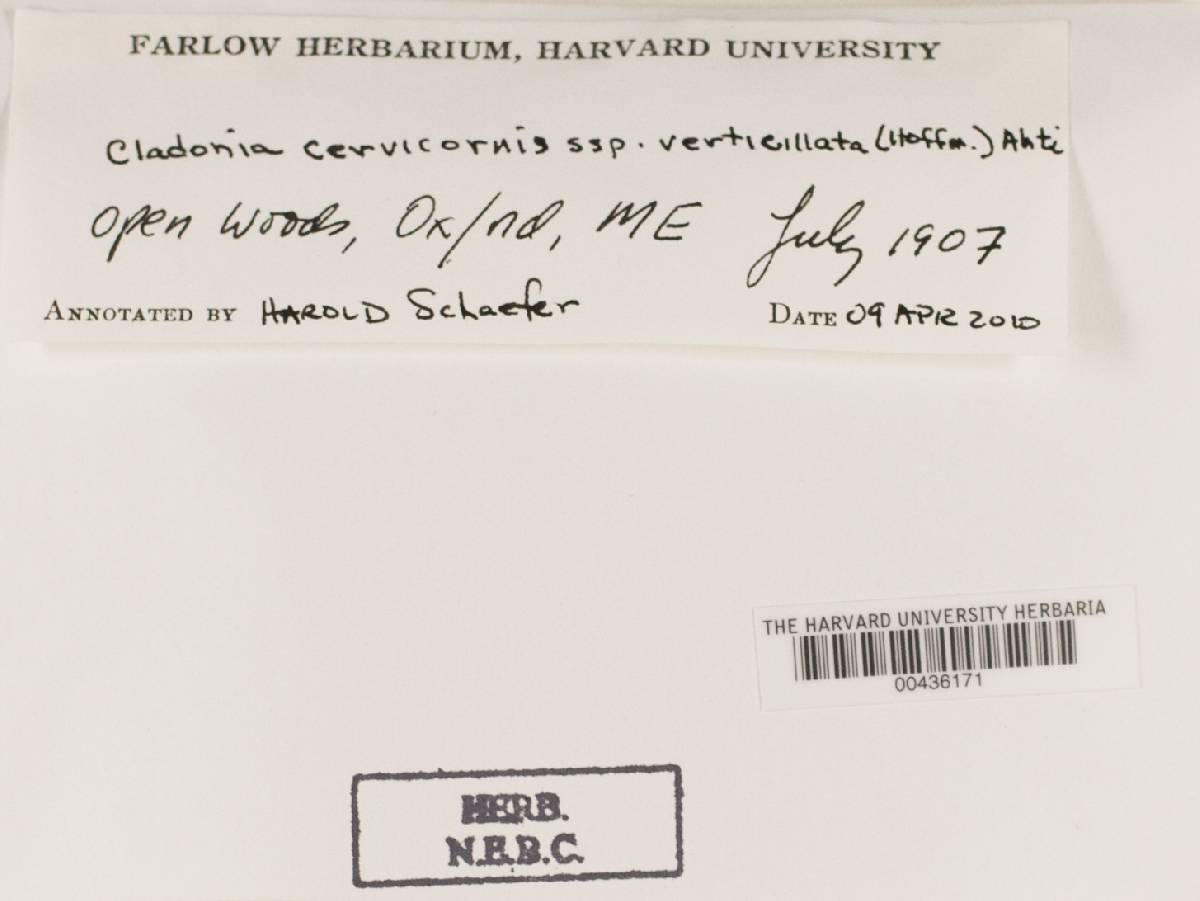 FARLOW HERBARIUM, HARVARD UNIVERSITY
Cladonia cervicornis ssp. verticillata (Hoffm.) Ahti
open woods, Ox/nd, ME July 1907
ANNOTATED BY HAROLD Schaefer DATE 09 APR 2010
THE HARVARD UNIVERSITY HERBARIA
00436171
HERB.
N.E.B.C.